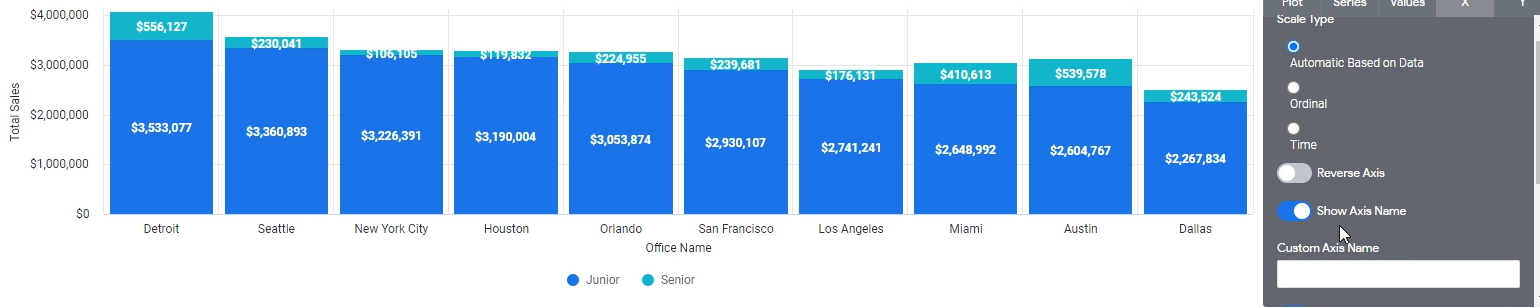 $4,000,000
$3,000,000
$2,000,000
$1,000,000
$0
Total Sales
$556,127
$230,041
$106,105
$119,832
$224,955
$239,681
$176,131
$410,613
$539,578
$243,524
$3,533,077
$3,360,893
$3,226,391
$3,190,004
$3,053,874
$2,930,107
$2,741,241
$2,648,992
$2,604,767
$2,267,834
Detroit
Seattle
New York City
Houston
Orlando
San Francisco
Los Angeles
Miami
Austin
Dallas
Office Name
Junior
Senior
Plot
Series
Values
X
Y
Scale Type
Automatic Based on Data
Ordinal
Time
Reverse Axis
Show Axis Name
Custom Axis Name